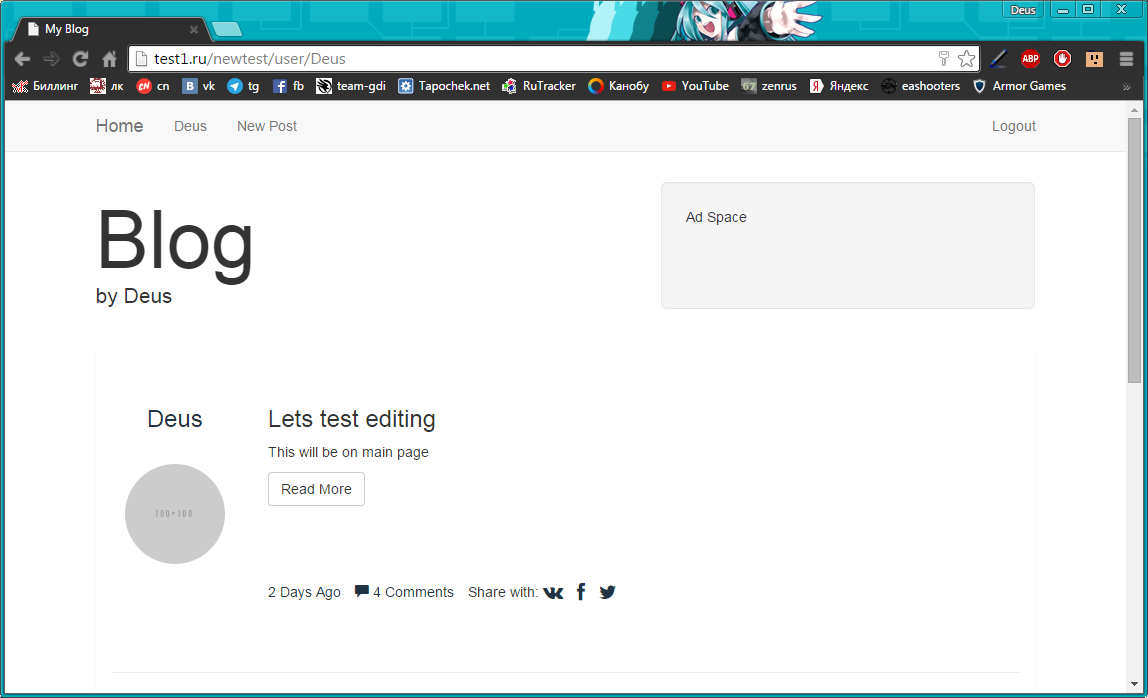 Deus
My Blog
test1.ru/newtest/user/Deus
ABP
Биллинг лк cn vk tg fb team-gdi Tapochek.net RuTracker Канобу YouTube zenrus Яндекс eashooters Armor Games »
Home Deus New Post Logout
Ad Space
Blog
by Deus
Deus
Lets test editing
This will be on main page
Read More
100×100
2 Days Ago 4 Comments Share with: